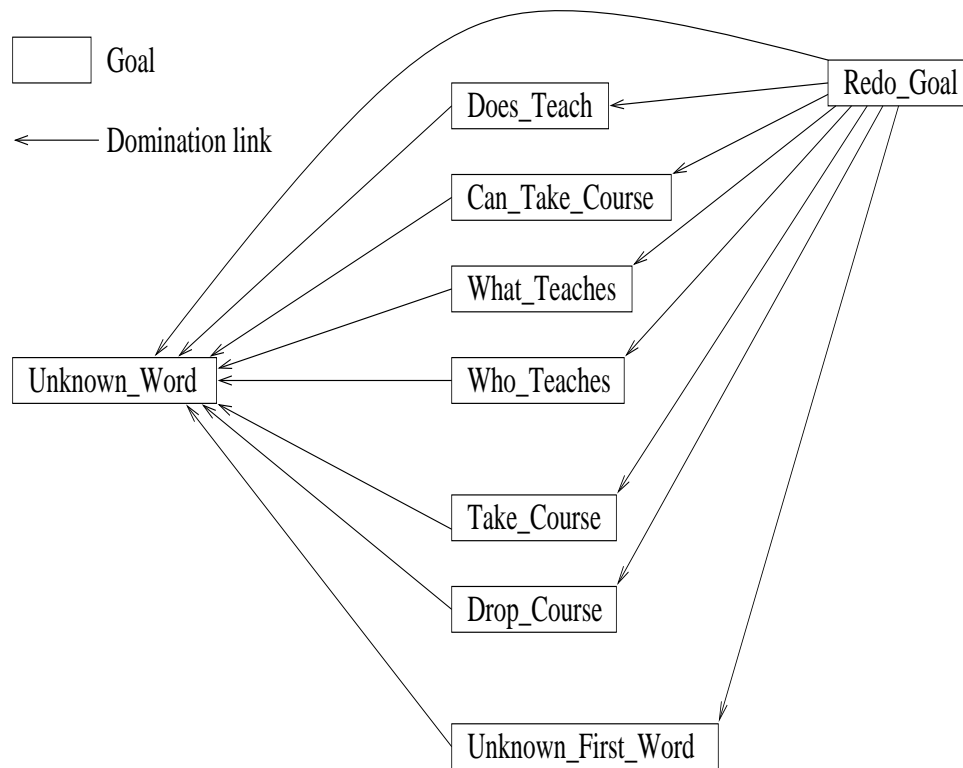 Goal
Domination link
Redo_Goal
Does_Teach
Can_Take_Course
What_Teaches
Unknown_Word
Who_Teaches
Take_Course
Drop_Course
Unknown_First_Word